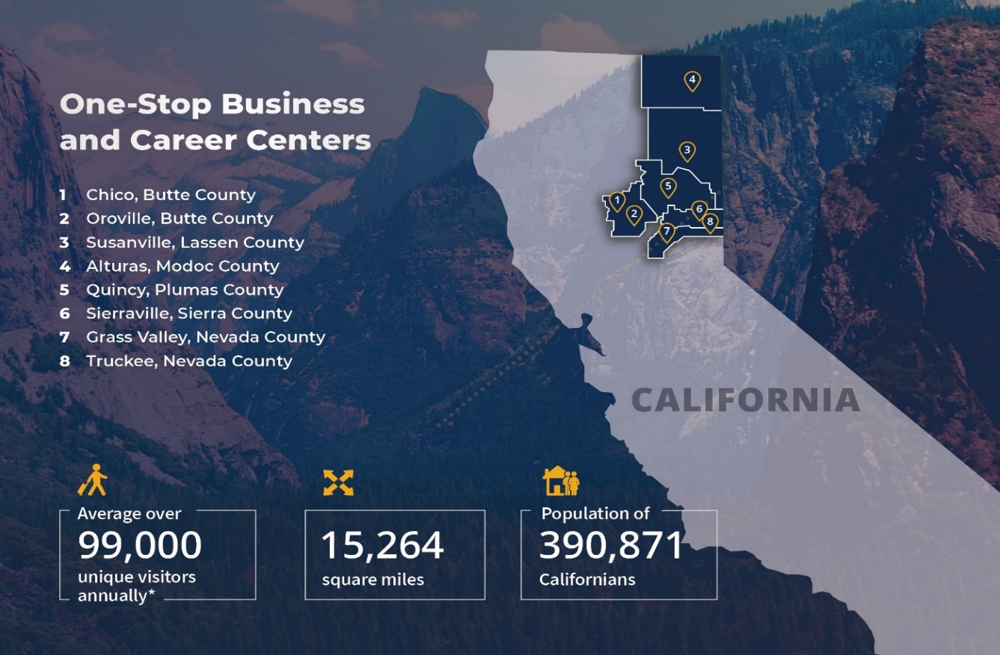 One-Stop Business
and Career Centers
1 Chico, Butte County
2 Oroville, Butte County
3 Susanville, Lassen County
4 Alturas, Modoc County
5 Quincy, Plumas County
6 Sierraville, Sierra County
7 Grass Valley, Nevada County
8 Truckee, Nevada County
4
3
5
1
2
6
8
7
CALIFORNIA
Average over
99,000
unique visitors
annually*
15,264
square miles
Population of
390,871
Californians